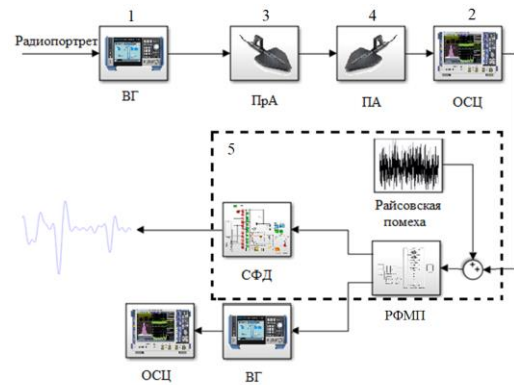 1 3 4 2
Радиопортрет
ВГ ПрА ПА ОСЦ
5
Райсовская
помеха
СФД
РФМП
ОСЦ ВГ